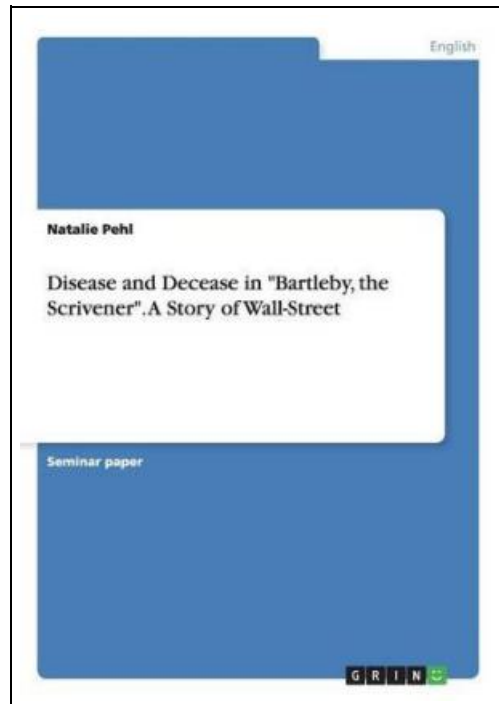 English
Natalie Pehl
Disease and Decease in "Bartleby, the
Scrivener". A Story of Wall-Street
Seminar paper
GRIN